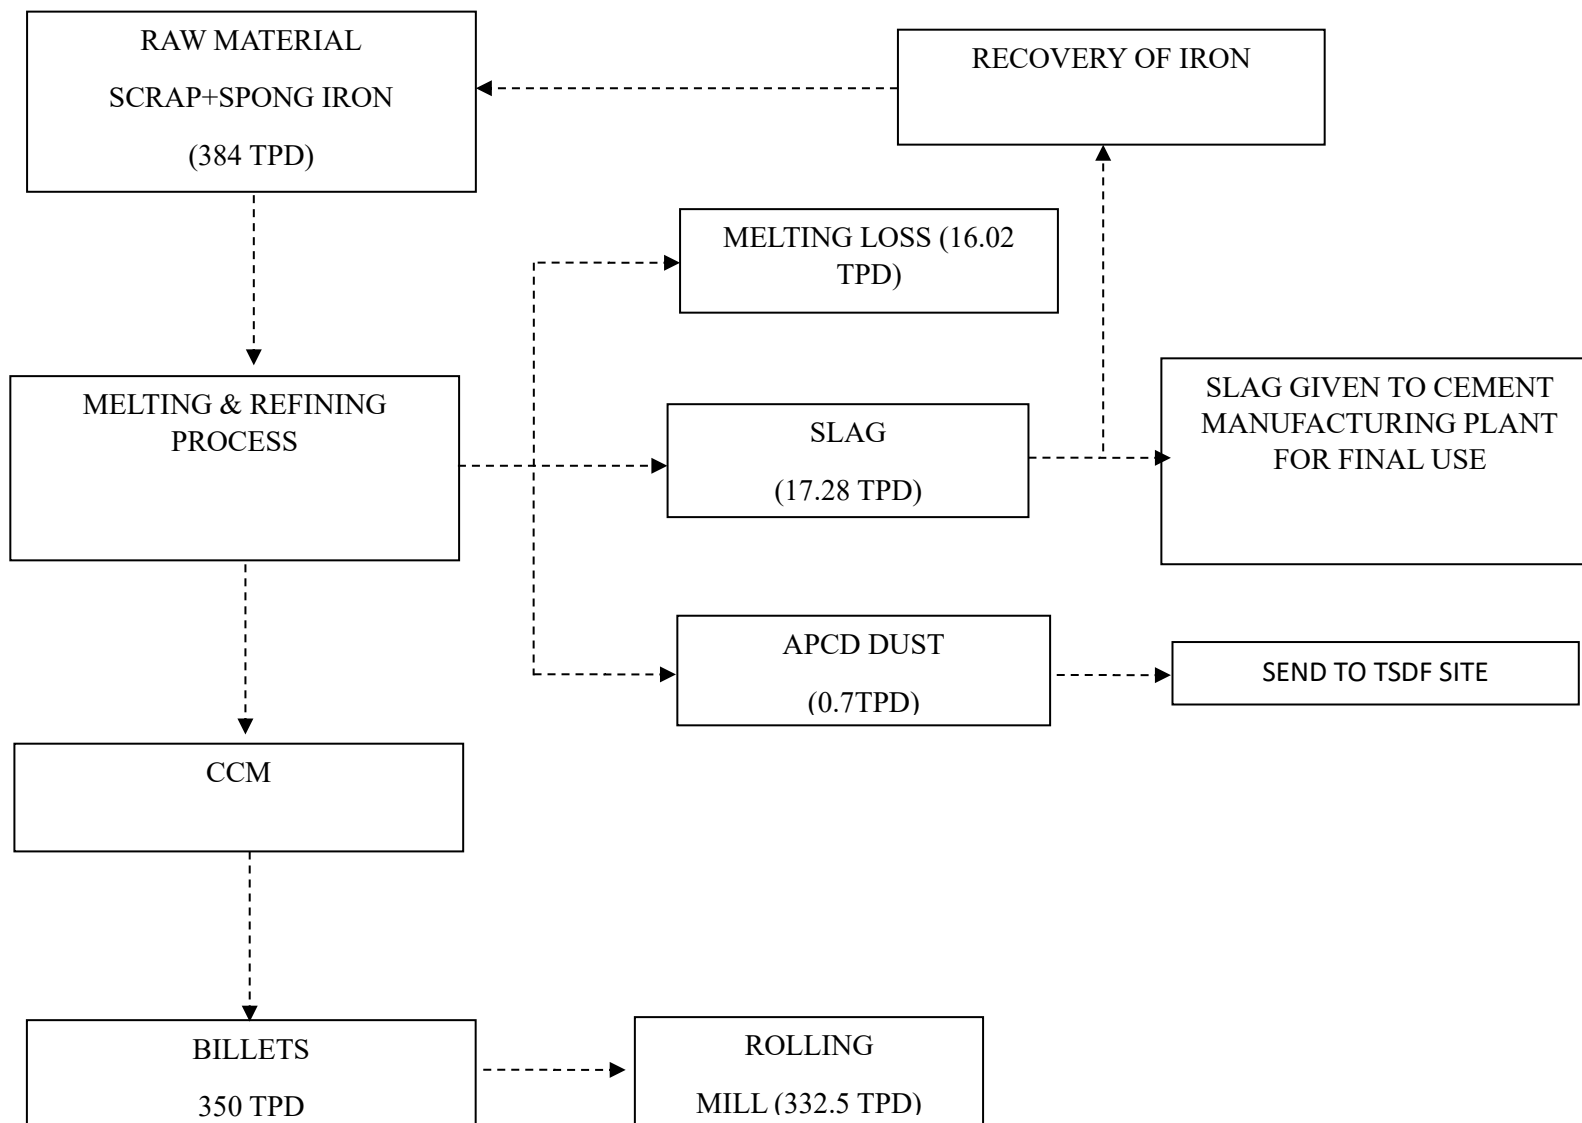 RAW MATERIAL
SCRAP+SPONG IRON
(384 TPD)
RECOVERY OF IRON
MELTING LOSS (16.02
TPD)
MELTING & REFINING
PROCESS
SLAG
(17.28 TPD)
SLAG GIVEN TO CEMENT
MANUFACTURING PLANT
FOR FINAL USE
APCD DUST
(0.7TPD)
SEND TO TSDF SITE
CCM
BILLETS
350 TPD
ROLLING
MILL (332.5 TPD)